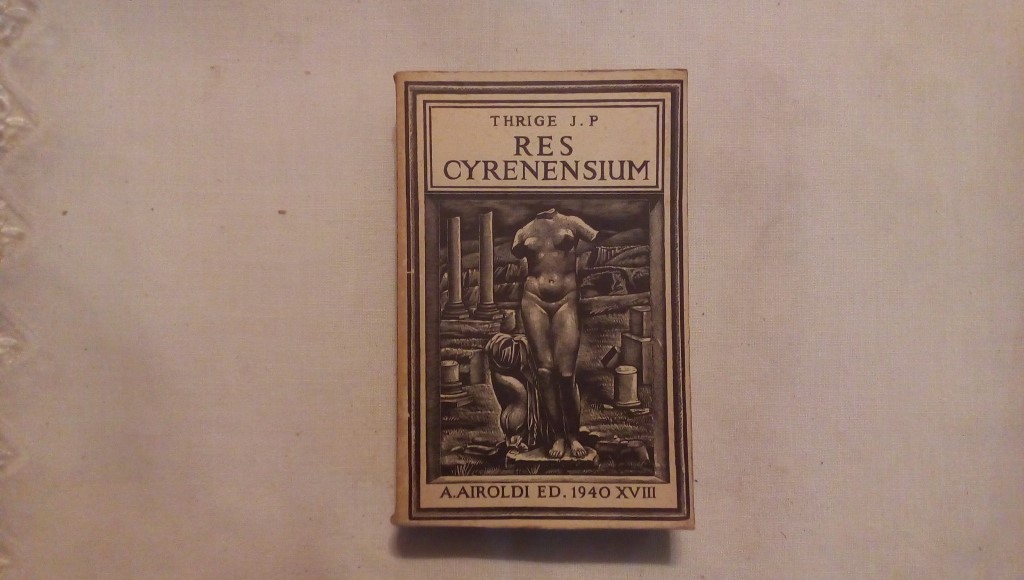 THRIGE J. P
RES
CYRENENSIUM
A. AIROLDI ED. 1940 XVIII